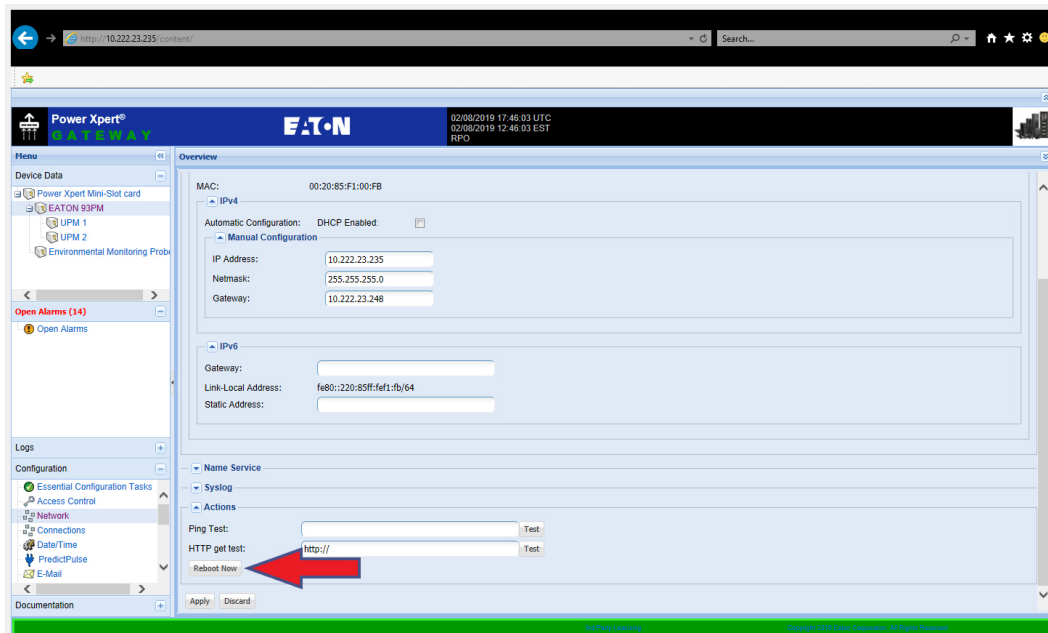 http://10.222.23.235/content/
Search...
Power Xpert®
GATEWAY
EATON
02/08/2019 17:46:03 UTC
02/08/2019 12:46:03 EST
RPO
Menu
Device Data
Power Xpert Mini-Slot card
EATON 93PM
UPM 1
UPM 2
Environmental Monitoring Probe
Open Alarms (14)
Open Alarms
Logs
Configuration
Essential Configuration Tasks
Access Control
Network
Connections
Date/Time
PredictPulse
E-Mail
Documentation
Overview
MAC: 00:20:85:F1:00:FB
IPv4
Automatic Configuration: DHCP Enabled:
Manual Configuration
IP Address: 10.222.23.235
Netmask: 255.255.255.0
Gateway: 10.222.23.248
IPv6
Gateway:
Link-Local Address: fe80::220:85ff:fef1:fb/64
Static Address:
Name Service
Syslog
Actions
Ping Test: Test
HTTP get test: http:// Test
Reboot Now
Apply Discard